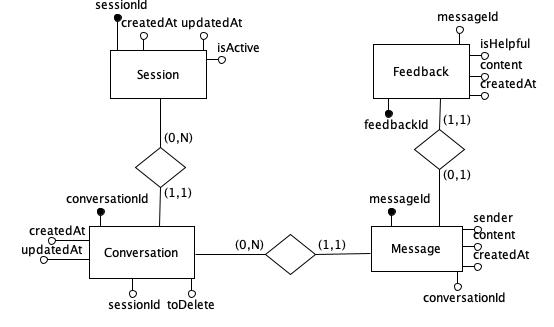 sessionId
createdAt updatedAt
isActive
Session
messageId
isHelpful
content
createdAt
Feedback
feedbackId
(1,1)
(0,N)
(0,1)
(1,1)
conversationId
createdAt
updatedAt
Conversation
sessionId toDelete
(0,N)
(1,1)
messageId
sender
content
createdAt
Message
conversationId